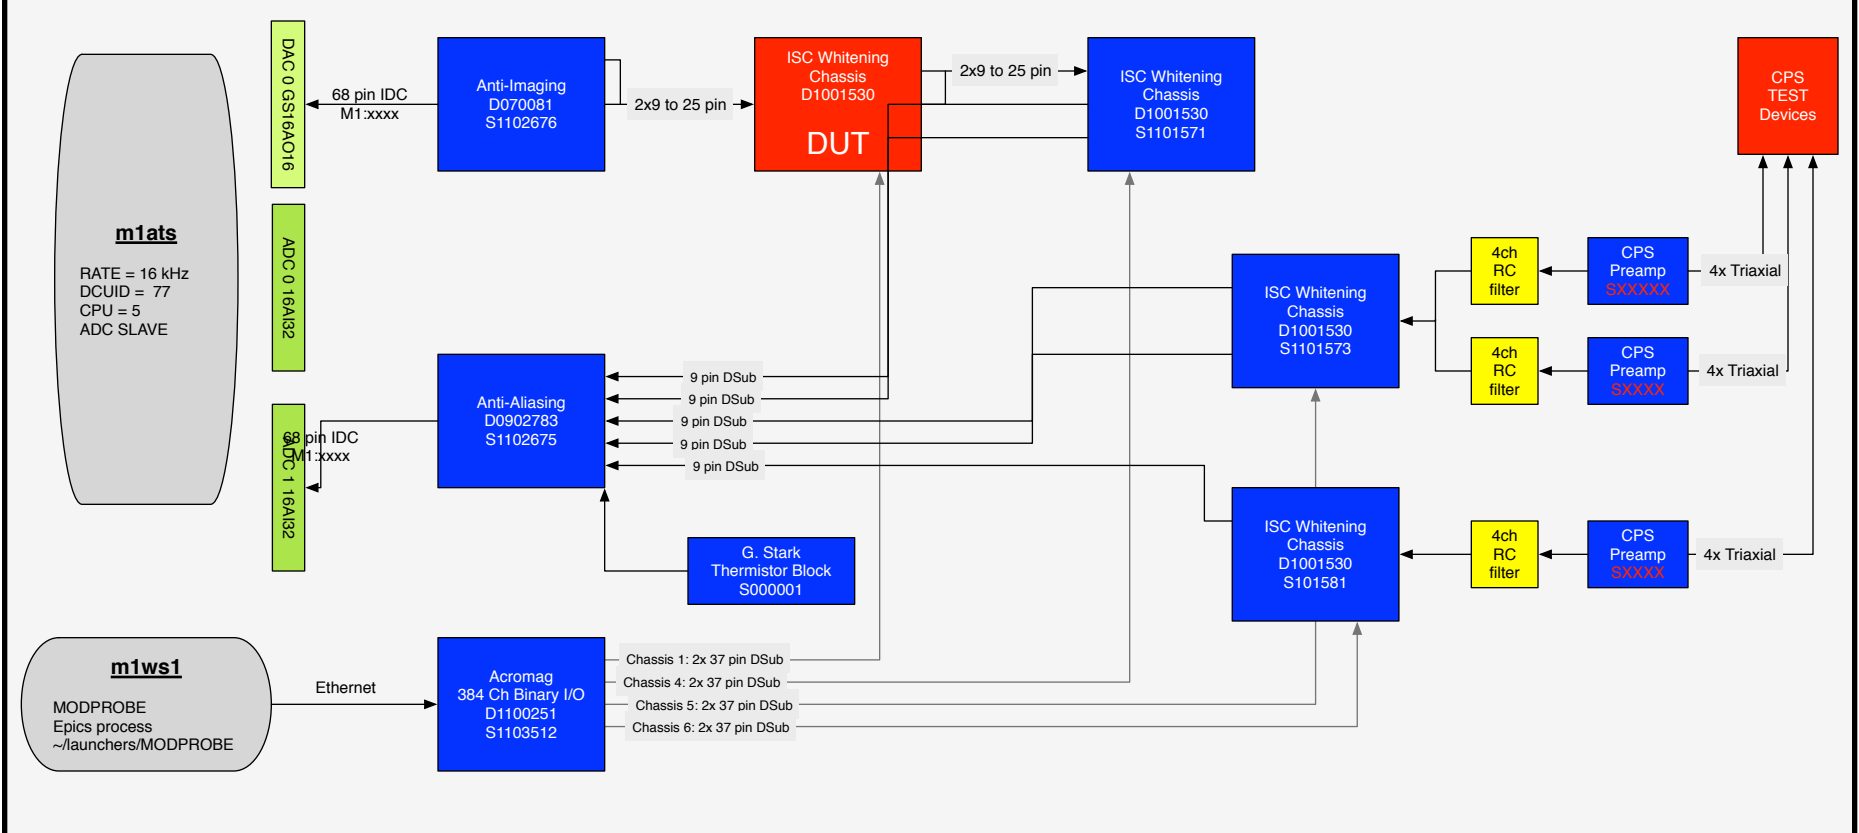 m1ats
RATE = 16 kHz
DCUID =  77
CPU = 5
ADC SLAVE
DAC 0 GS16AO16
ADC 0 16AI32
ADC 1 16AI32
68 pin IDC
M1:xxxx
Anti-Imaging
D070081
S1102676
2x9 to 25 pin
ISC Whitening
Chassis
D1001530
DUT
2x9 to 25 pin
ISC Whitening
Chassis
D1001530
S1101571
CPS
TEST
Devices
68 pin IDC
M1:xxxx
Anti-Aliasing
D0902783
S1102675
9 pin DSub
9 pin DSub
9 pin DSub
9 pin DSub
9 pin DSub
G. Stark
Thermistor Block
S000001
ISC Whitening
Chassis
D1001530
S1101573
4ch
RC
filter
CPS
Preamp
SXXXXX
4x Triaxial
4ch
RC
filter
CPS
Preamp
SXXXX
4x Triaxial
ISC Whitening
Chassis
D1001530
S101581
4ch
RC
filter
CPS
Preamp
SXXXX
4x Triaxial
m1ws1
MODPROBE
Epics process
~/launchers/MODPROBE
Ethernet
Acromag
384 Ch Binary I/O
D1100251
S1103512
Chassis 1: 2x 37 pin DSub
Chassis 4: 2x 37 pin DSub
Chassis 5: 2x 37 pin DSub
Chassis 6: 2x 37 pin DSub